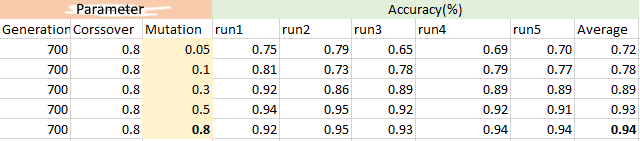 Parameter Accuracy(%)
Generation Corssover Mutation run1 run2 run3 run4 run5 Average
700 0.8 0.05 0.75 0.79 0.65 0.69 0.70 0.72
700 0.8 0.1 0.81 0.73 0.78 0.79 0.77 0.78
700 0.8 0.3 0.92 0.86 0.89 0.89 0.89 0.89
700 0.8 0.5 0.94 0.95 0.92 0.92 0.91 0.93
700 0.8 0.8 0.92 0.95 0.93 0.94 0.94 0.94